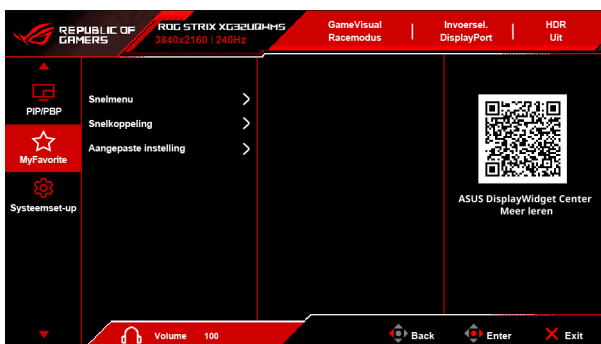 REPUBLIC OF
GAMERS
ROG STRIX XG32UQWMS
3840x2160 | 240Hz
GameVisual
Racemodus
Invoersel.
DisplayPort
HDR
Uit
PIP/PBP
MyFavorite
Systeemset-up
Snelmenu
Snelkoppeling
Aangepaste instelling
ASUS DisplayWidget Center
Meer leren
Volume 100
Back
Enter
Exit